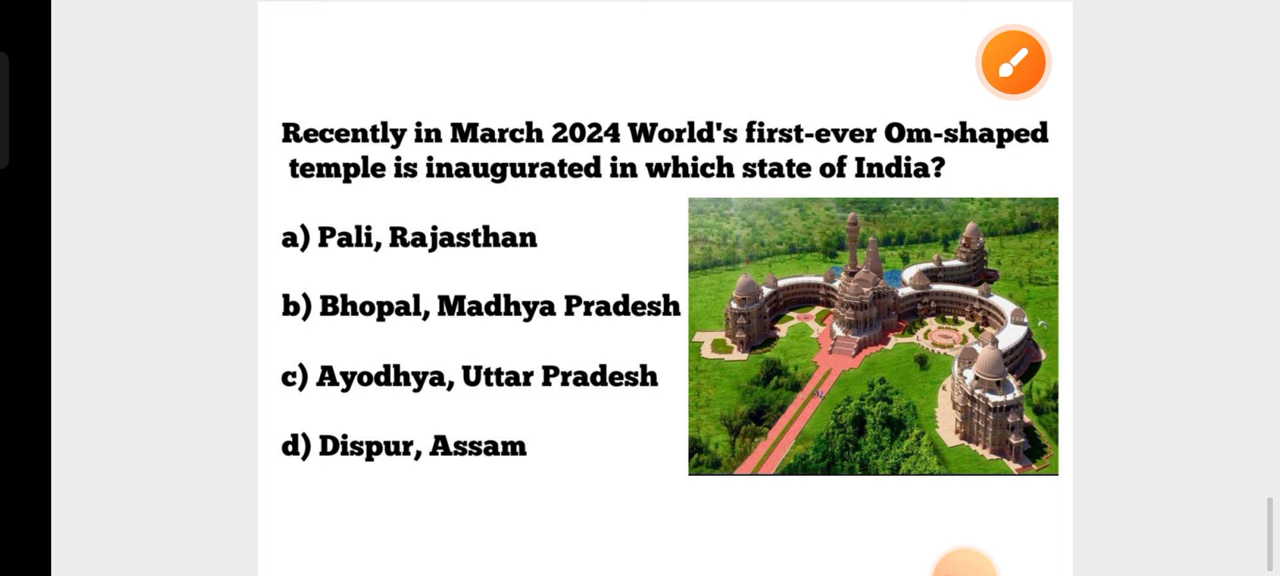 Recently in March 2024 World's first-ever Om-shaped
temple is inaugurated in which state of India?
a) Pali, Rajasthan
b) Bhopal, Madhya Pradesh
c) Ayodhya, Uttar Pradesh
d) Dispur, Assam